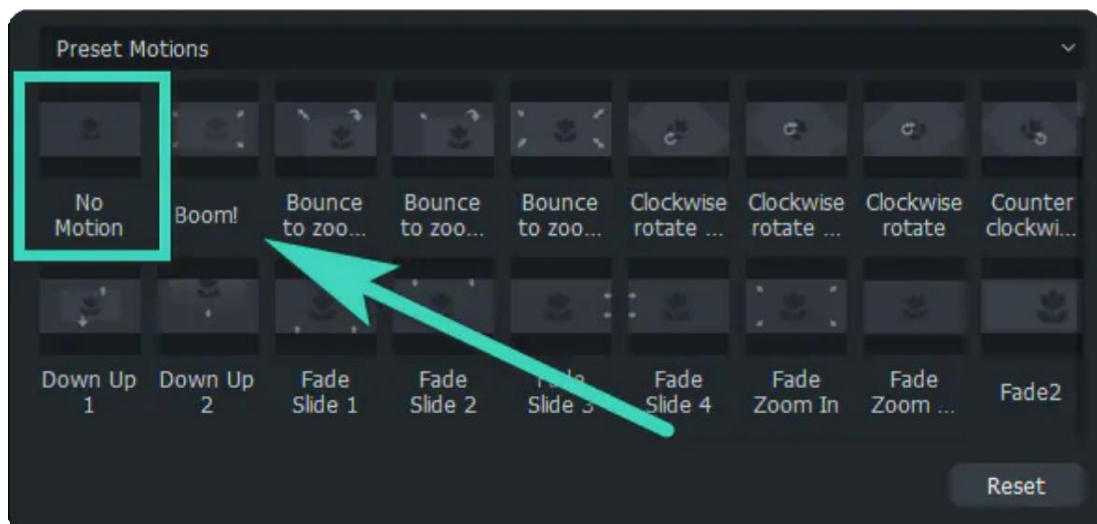 Preset Motions
No
Motion
Boom!
Bounce
to zoo...
Bounce
to zoo...
Bounce
to zoo...
Clockwise
rotate ...
Clockwise
rotate ...
Clockwise
rotate
Counter
clockwi...
Down Up
1
Down Up
2
Fade
Slide 1
Fade
Slide 2
Fade
Slide 3
Fade
Slide 4
Fade
Zoom In
Fade
Zoom ...
Fade2
Reset